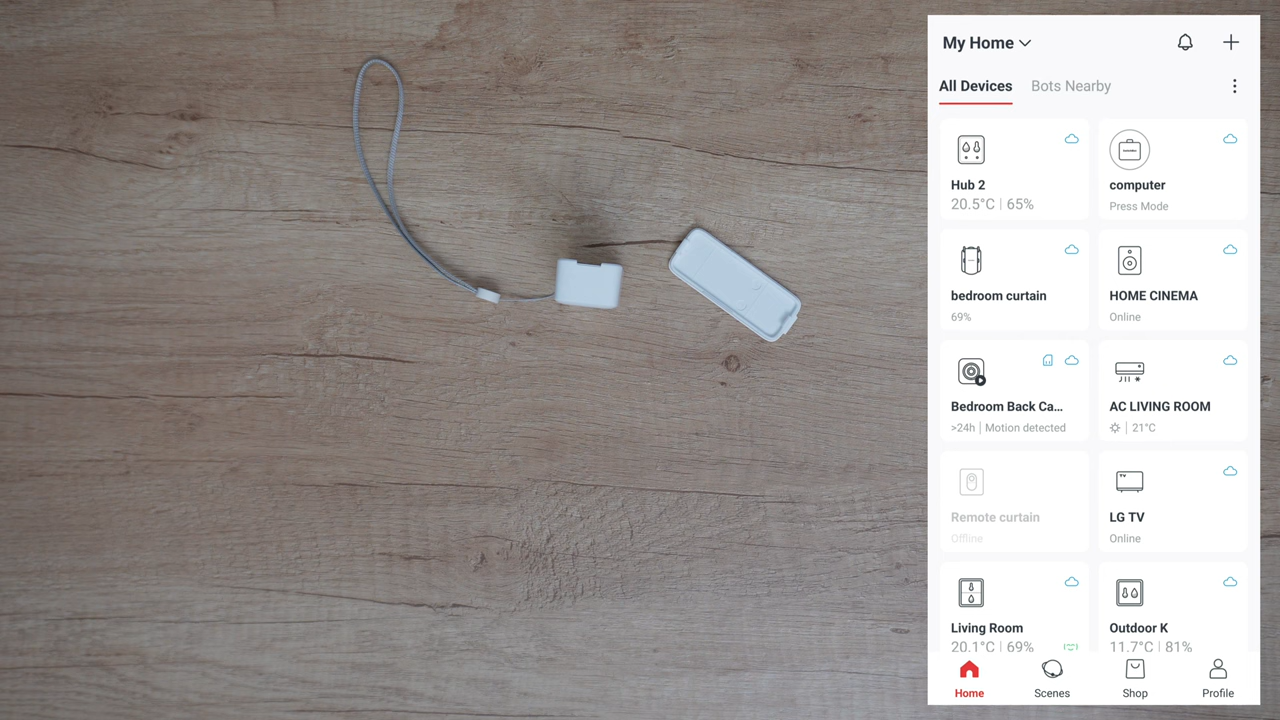 My Home
All Devices
Bots Nearby
Hub 2
20.5°C | 65%
computer
Press Mode
bedroom curtain
69%
HOME CINEMA
Online
Bedroom Back Ca...
>24h | Motion detected
AC LIVING ROOM
21°C
Remote curtain
Offline
TV
LG TV
Online
Living Room
20.1°C | 69%
Outdoor K
11.7°C | 81%
Home
Scenes
Shop
Profile